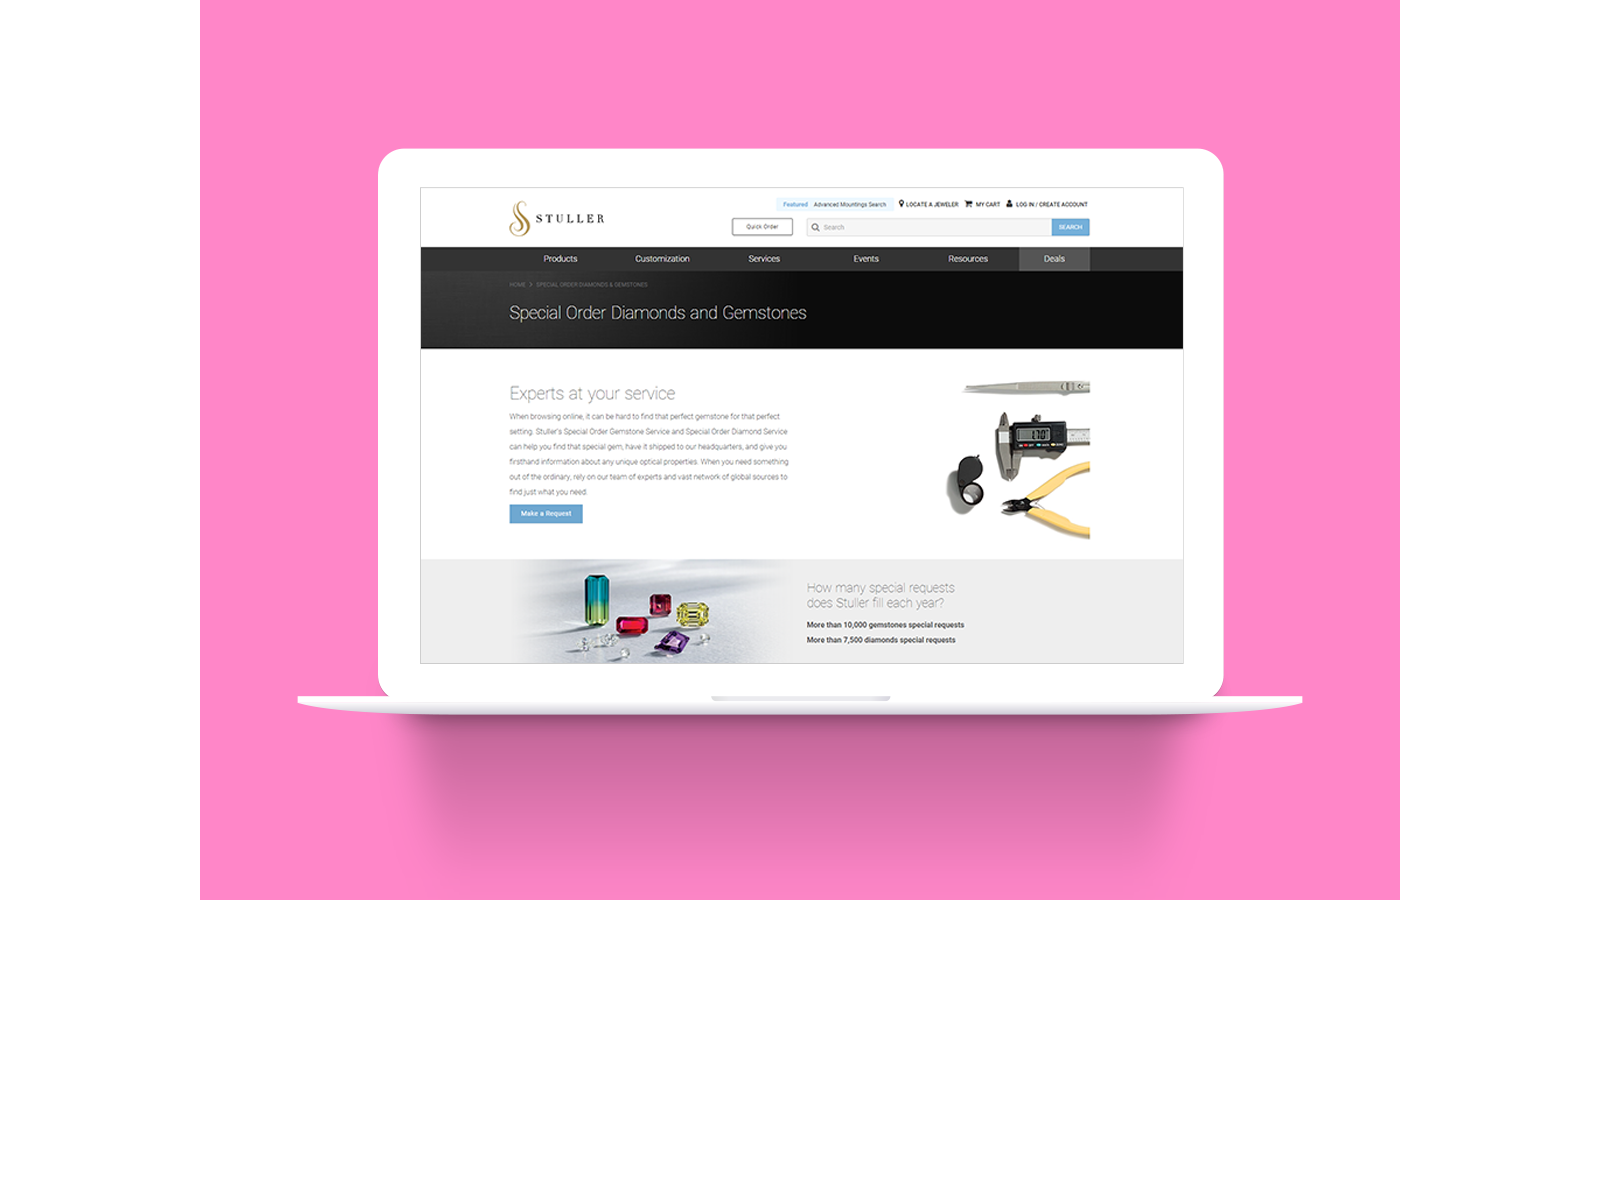 STULLER
Featured Advanced Mountings Search LOCATE A JEWELER MY CART LOG IN / CREATE ACCOUNT
Quick Order Search SEARCH
Products Customization Services Events Resources Deals
HOME > SPECIAL ORDER DIAMONDS & GEMSTONES
Special Order Diamonds and Gemstones
Experts at your service
When browsing online, it can be hard to find that perfect gemstone for that perfect
setting. Stuller's Special Order Gemstone Service and Special Order Diamond Service
can help you find that special gem, have it shipped to our headquarters, and give you
firsthand information about any unique optical properties. When you need something
out of the ordinary, rely on our team of experts and vast network of global sources to
find just what you need.
Make a Request
1.70
How many special requests
does Stuller fill each year?
More than 10,000 gemstones special requests
More than 7,500 diamonds special requests